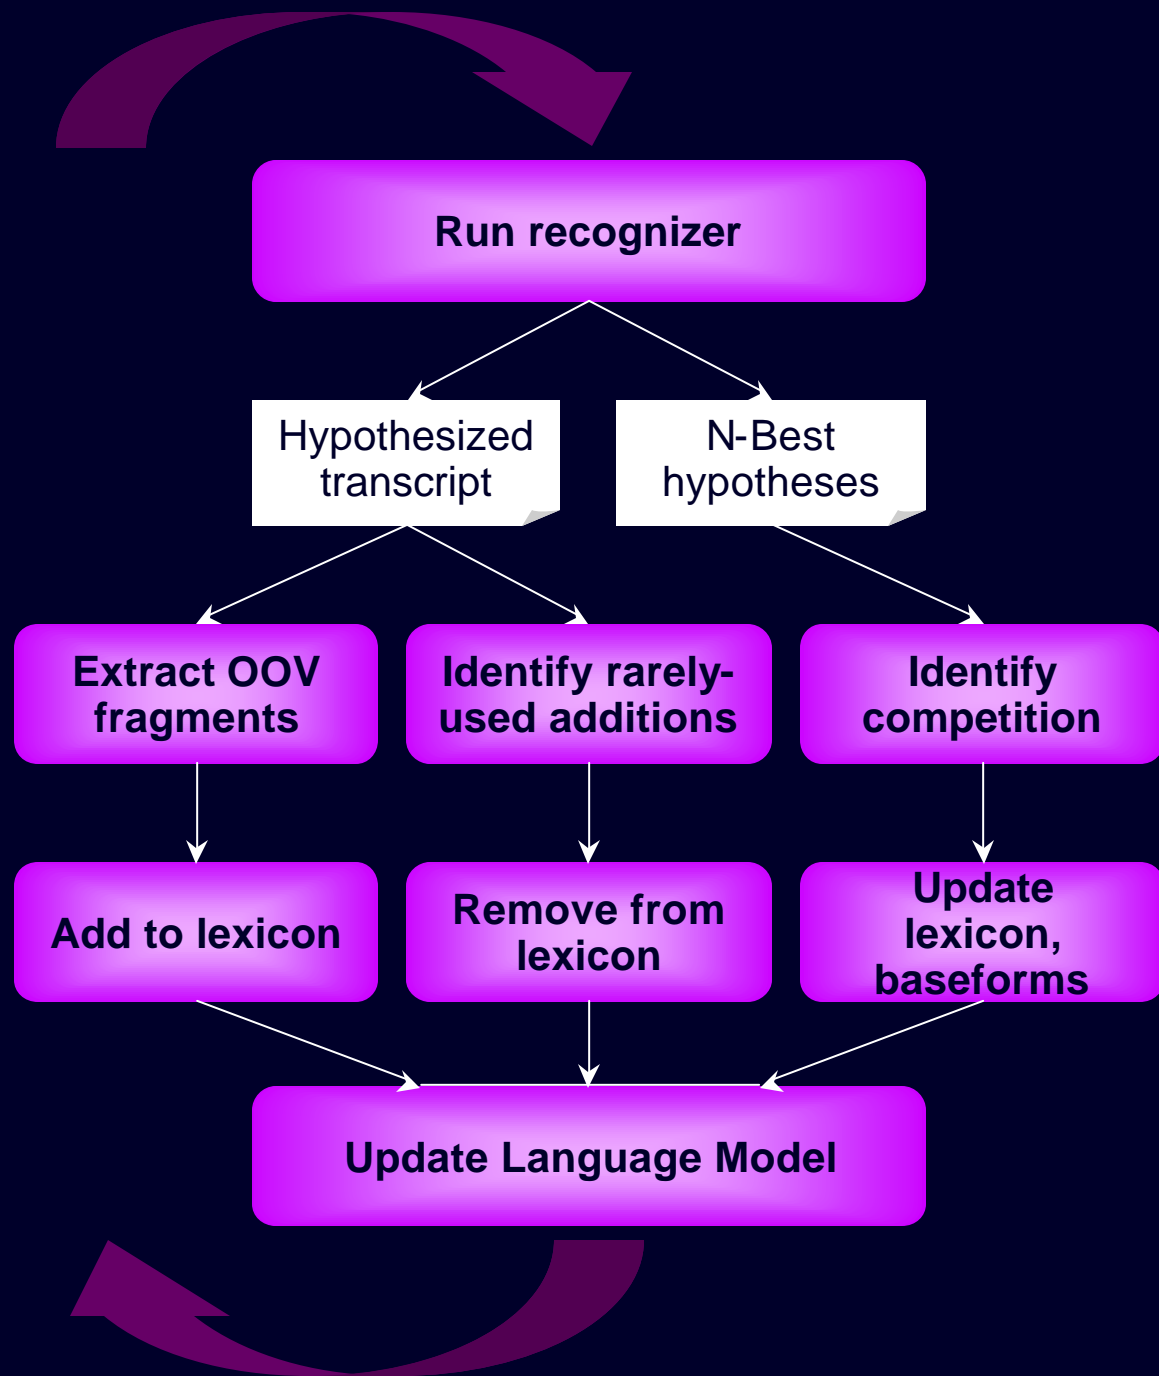 Run recognizer
Hypothesized
transcript
N-Best
hypotheses
Extract OOV
fragments
Identify rarely-
used additions
Identify
competition
Add to lexicon
Remove from
lexicon
Update
lexicon,
baseforms
Update Language Model